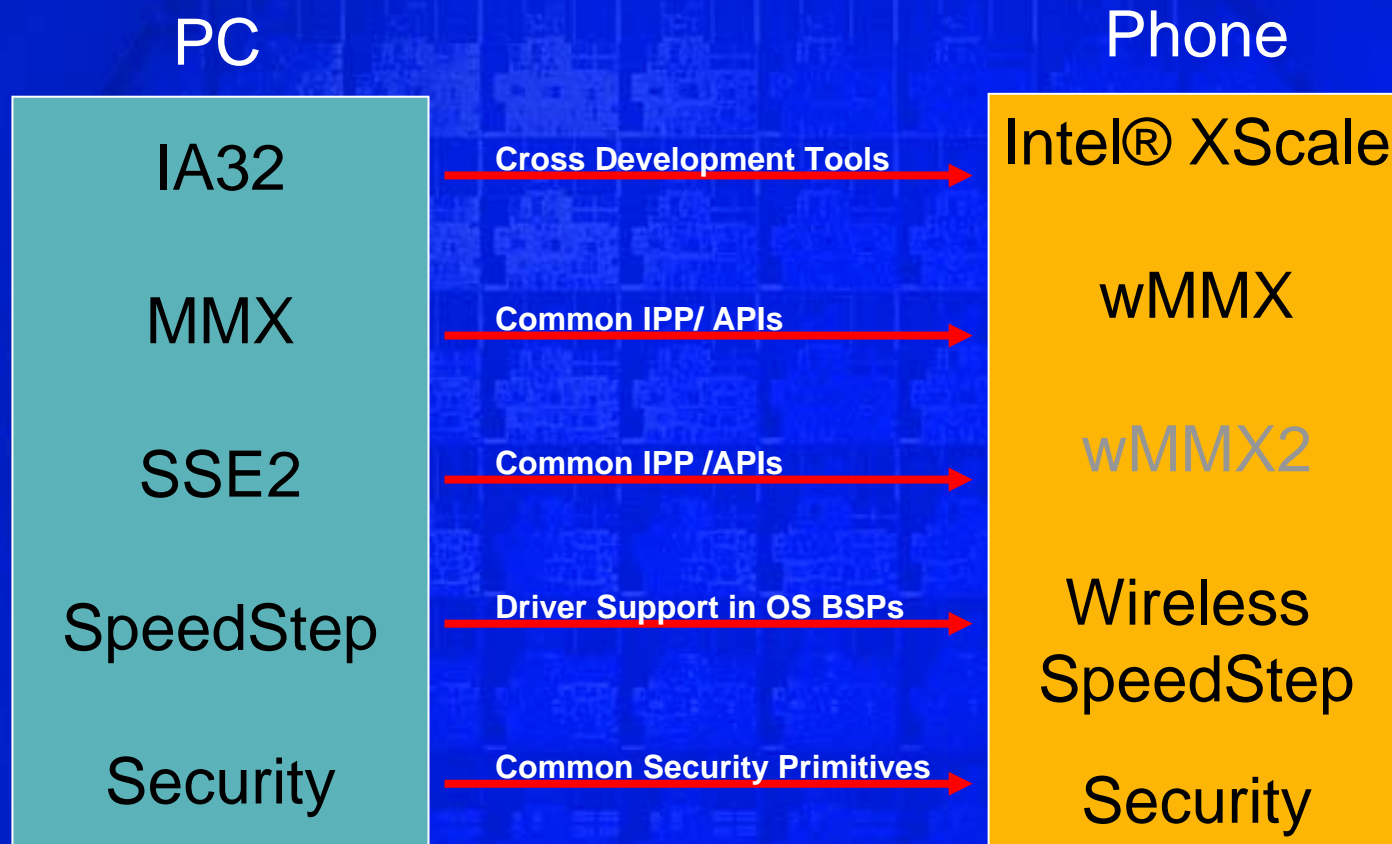 PC
Phone
IA32
Cross Development Tools
Intel® XScale
MMX
Common IPP/ APIs
wMMX
SSE2
Common IPP /APIs
wMMX2
SpeedStep
Driver Support in OS BSPs
Wireless
SpeedStep
Security
Common Security Primitives
Security